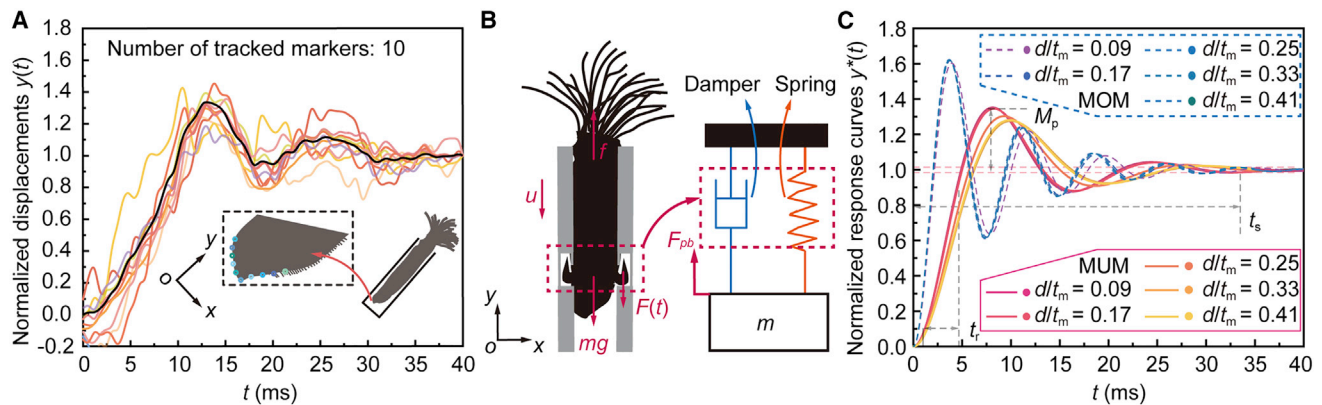 A
Normalized displacements y(t)
1.8
1.6
1.4
1.2
1.0
0.8
0.6
0.4
0.2
0.0
-0.2
Number of tracked markers: 10
y
o
x
0 5 10 15 20 25 30 35 40
t (ms)
B
Damper Spring
f
u
F(t)
mg
y
o x
F_pb
m
C
Normalized response curves y*(t)
1.8
1.6
1.4
1.2
1.0
0.8
0.6
0.4
0.2
0.0
d/t_m = 0.09 d/t_m = 0.25
d/t_m = 0.17 d/t_m = 0.33
MOM d/t_m = 0.41
M_p
t_s
MUM d/t_m = 0.25
d/t_m = 0.09 d/t_m = 0.33
d/t_m = 0.17 d/t_m = 0.41
t_r
0 5 10 15 20 25 30 35 40
t (ms)